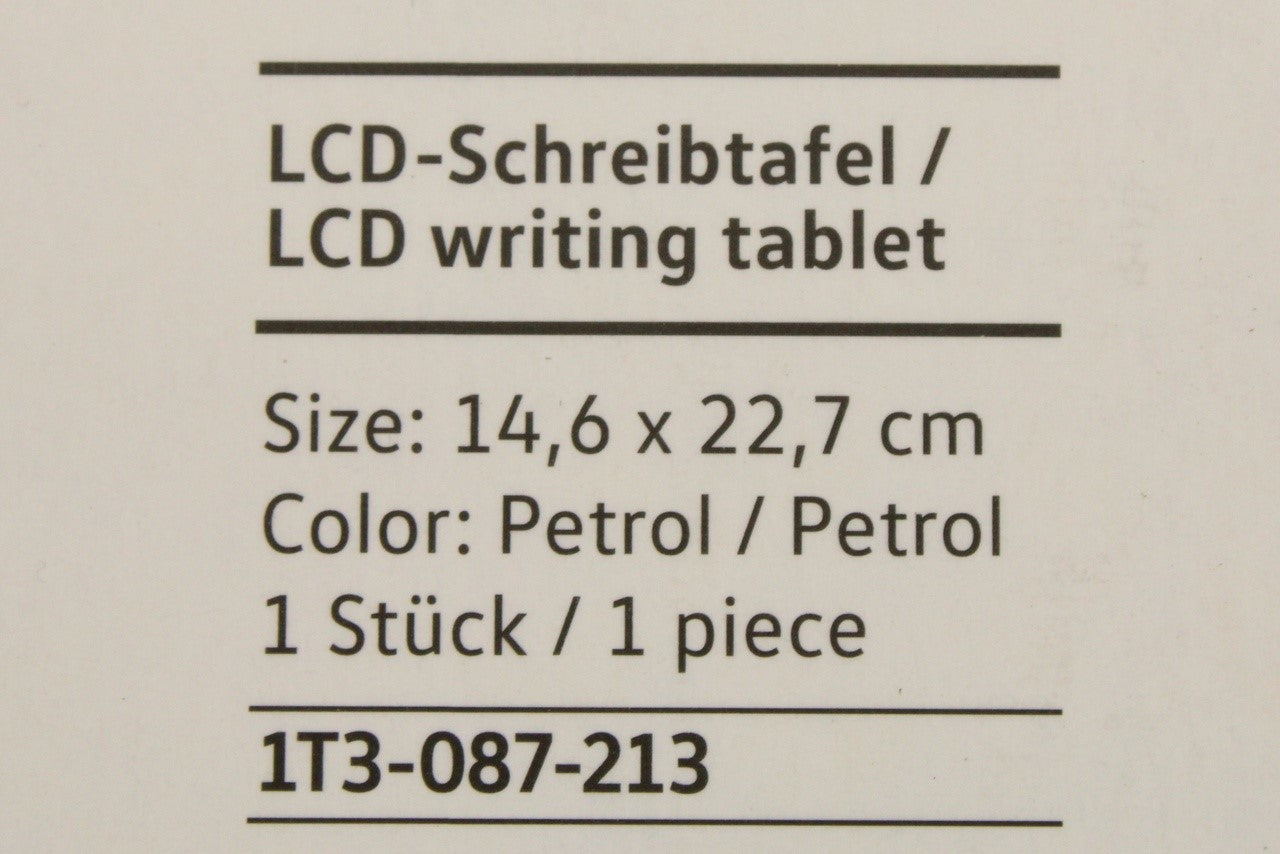 LCD-Schreibtafel /
LCD writing tablet
Size: 14,6 x 22,7 cm
Color: Petrol / Petrol
1 Stück / 1 piece
1T3-087-213